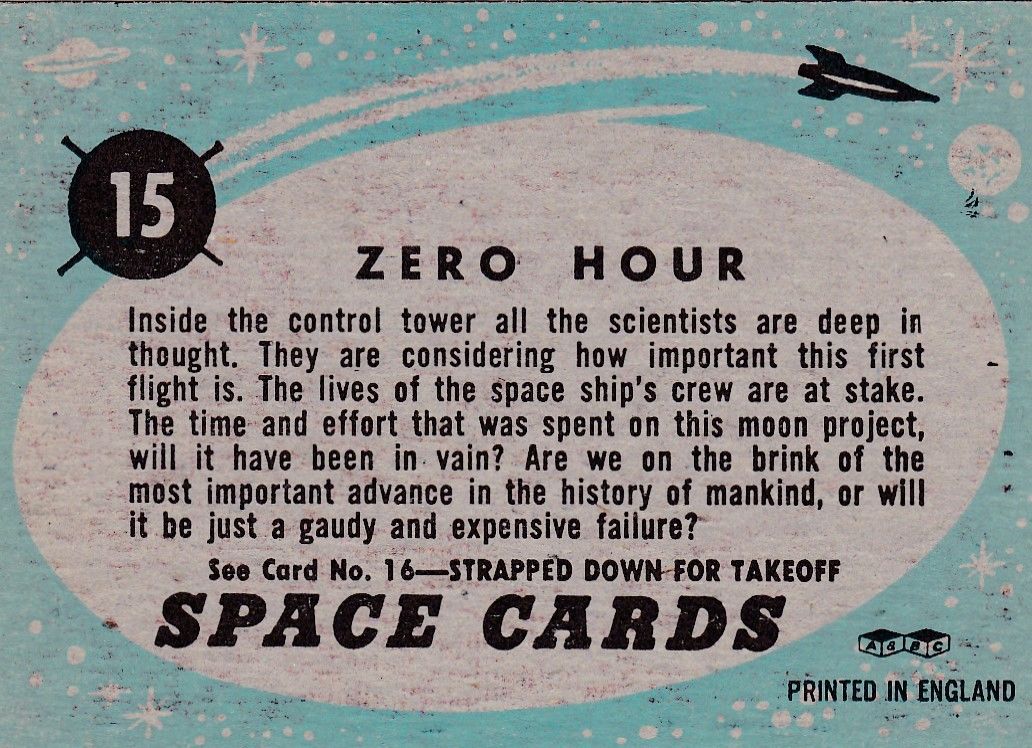 15
ZERO HOUR
Inside the control tower all the scientists are deep in
thought. They are considering how important this first
flight is. The lives of the space ship's crew are at stake.
The time and effort that was spent on this moon project,
will it have been in vain? Are we on the brink of the
most important advance in the history of mankind, or will
it be just a gaudy and expensive failure?
See Card No. 16—STRAPPED DOWN FOR TAKEOFF
SPACE CARDS
A & B C
PRINTED IN ENGLAND